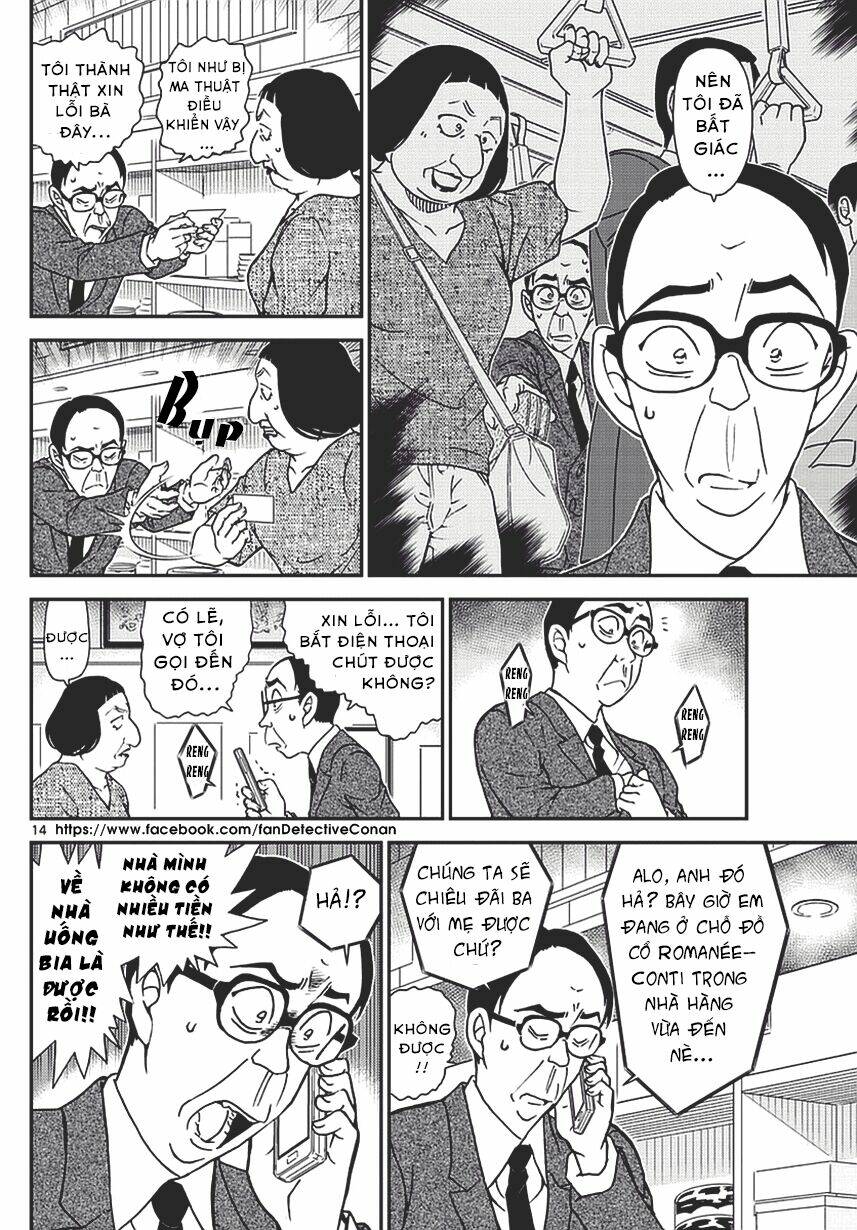 NÊN
TÔI ĐÃ
BẤT
GIÁC
...
TÔI NHƯ BỊ
MA THUẬT
ĐIỀU
KHIỂN VẬY
...
TÔI THÀNH
THẬT XIN
LỖI BÀ
ĐÂY...
BỤP
RENG
RENG
RENG
RENG
XIN LỖI... TÔI
BẮT ĐIỆN THOẠI
CHÚT ĐƯỢC
KHÔNG?
CÓ LẼ,
VỢ TÔI
GỌI ĐẾN
ĐÓ...
RENG
RENG
ĐƯỢC
...
14 https://www.facebook.com/fanDetectiveConan
ALO, ANH ĐÓ
HẢ? BÂY GIỜ EM
ĐANG Ở CHỖ ĐỒ
CỔ ROMANÉE-
CONTI TRONG
NHÀ HÀNG
VỪA ĐẾN
NÈ...
CHÚNG TA SẼ
CHIÊU ĐÃI BA
VỚI MẸ ĐƯỢC
CHỨ?
KHÔNG
ĐƯỢC
!!
HẢ!?
NHÀ MÌNH
KHÔNG CÓ
NHIỀU TIỀN
NHƯ THẾ!!
VỀ
NHÀ
UỐNG
BIA LÀ
ĐƯỢC
RỒI!!